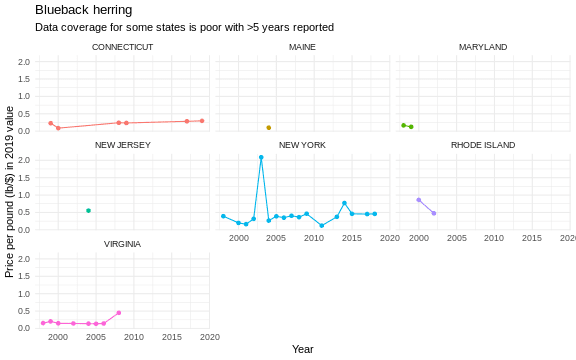 Blueback herring
Data coverage for some states is poor with >5 years reported
CONNECTICUT
MAINE
MARYLAND
2.0
1.5
1.0
0.5
0.0
NEW JERSEY
NEW YORK
RHODE ISLAND
2.0
1.5
1.0
0.5
0.0
2000 2005 2010 2015 2020
2000 2005 2010 2015 202
VIRGINIA
2.0
1.5
1.0
0.5
0.0
2000 2005 2010 2015 2020
Price per pound (lb/$) in 2019 value
Year